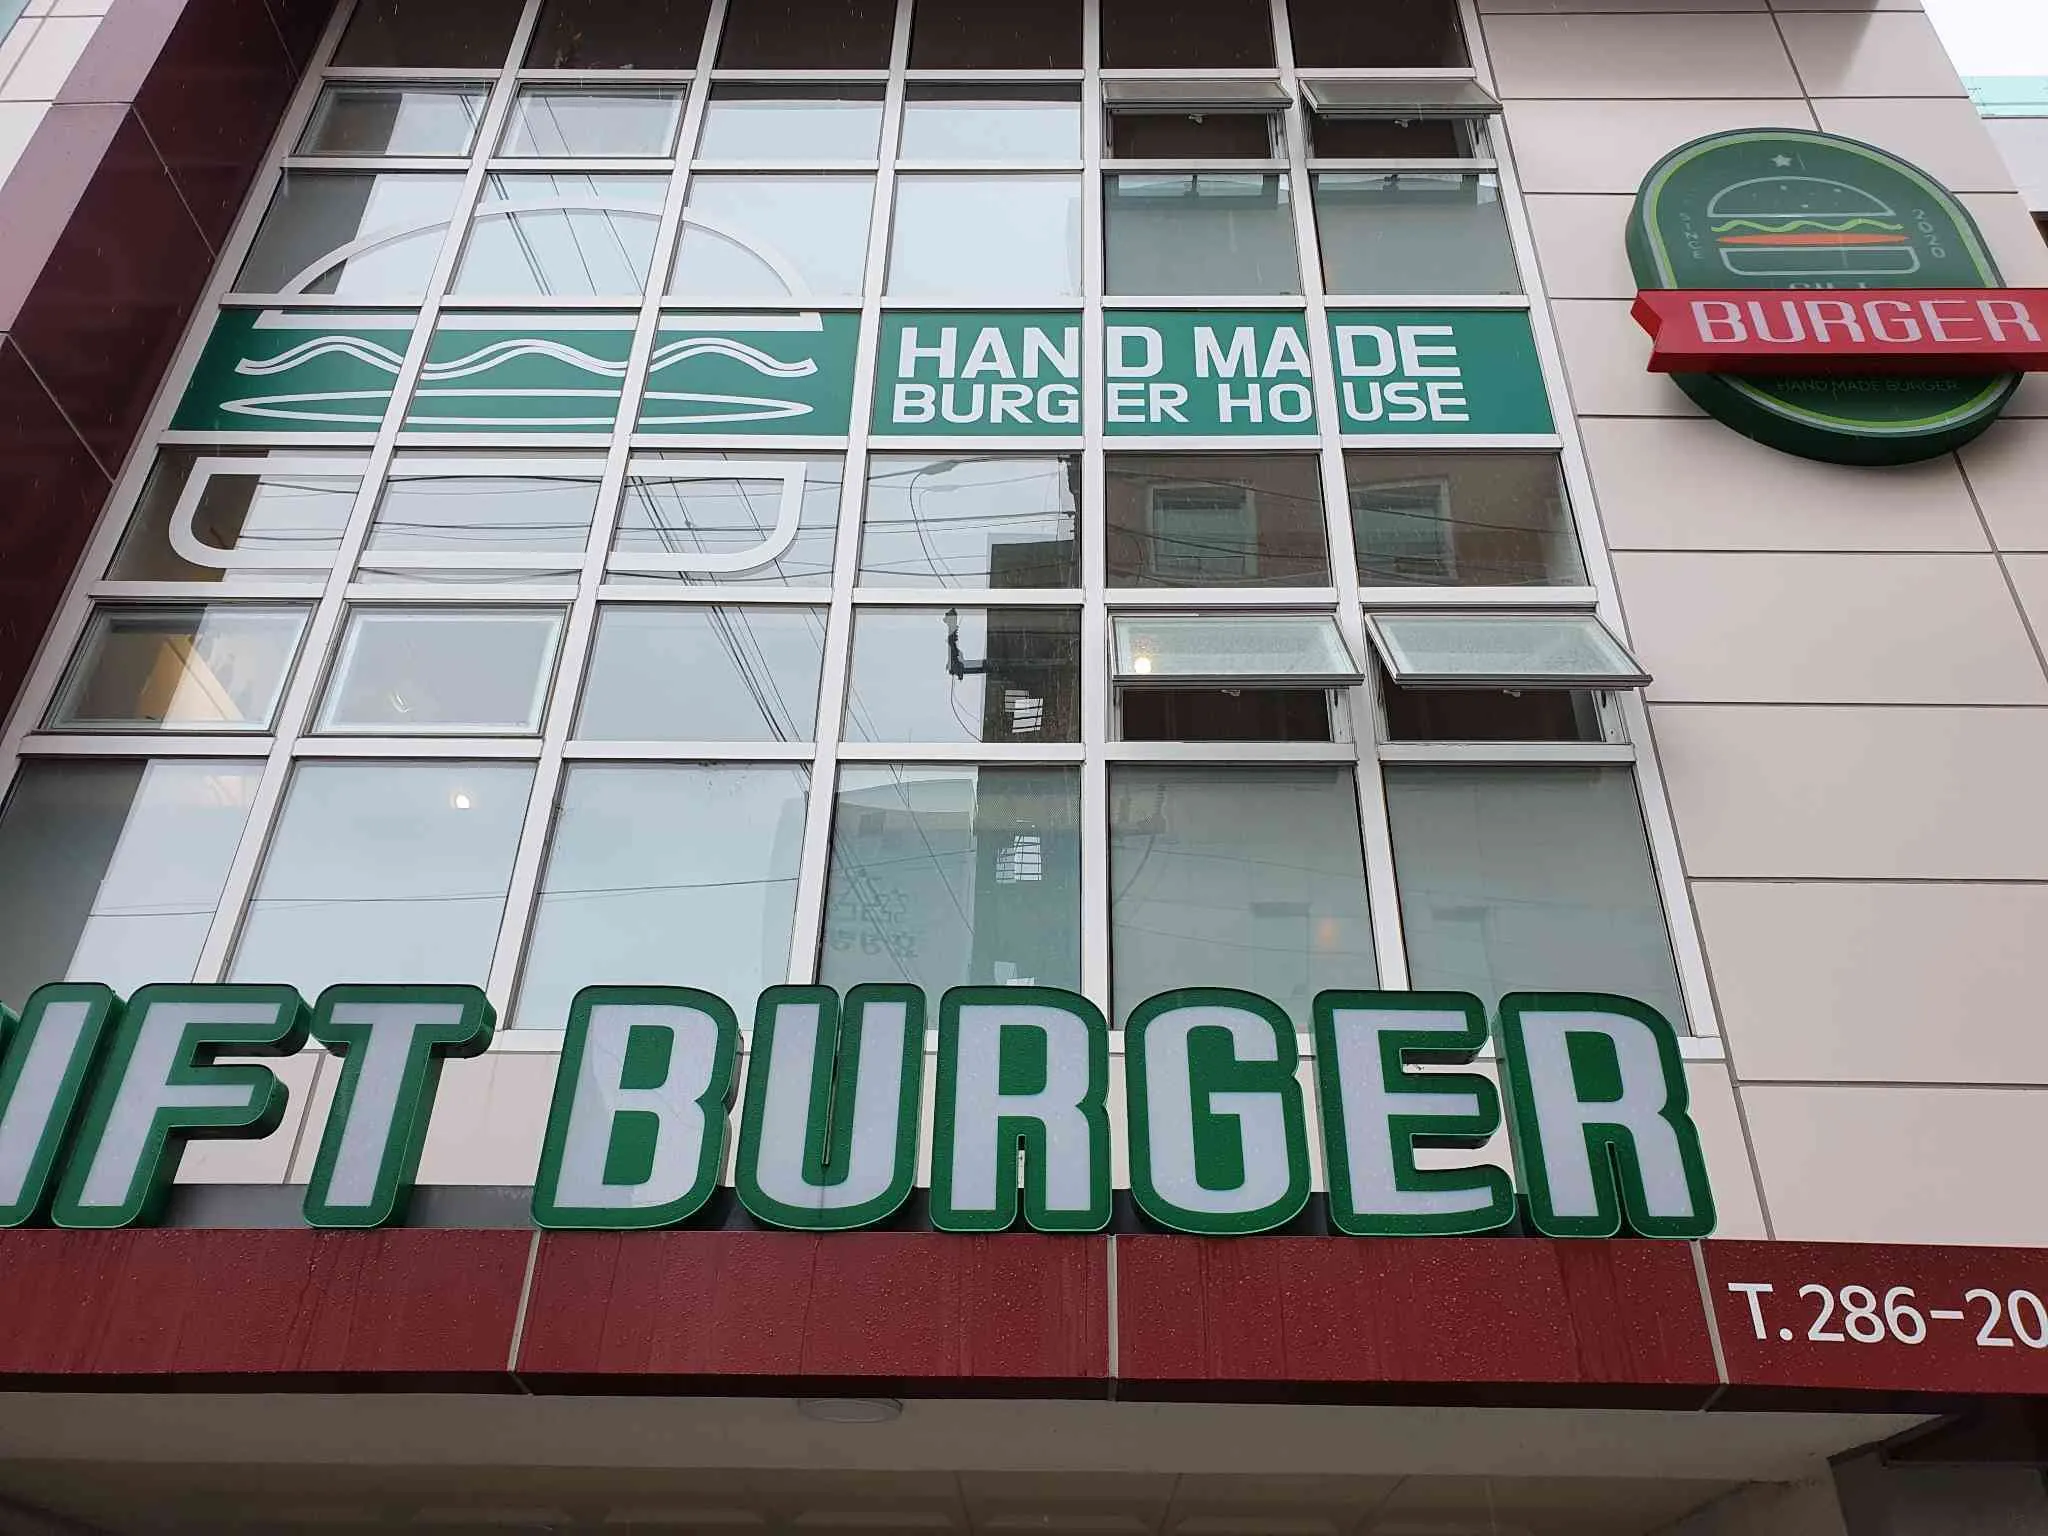 SINCE 2020
BURGER
HAND MADE BURGER
HAND MADE
BURGER HOUSE
IFT BURGER
T. 286-20